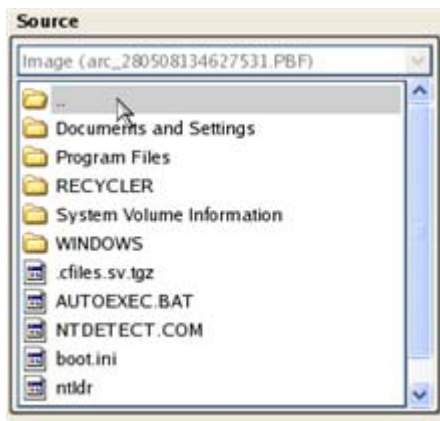 Source
Image (arc_280508134627531.PBF)
..
Documents and Settings
Program Files
RECYCLER
System Volume Information
WINDOWS
.cfiles.sv.tgz
AUTOEXEC.BAT
NTDETECT.COM
boot.ini
ntldr